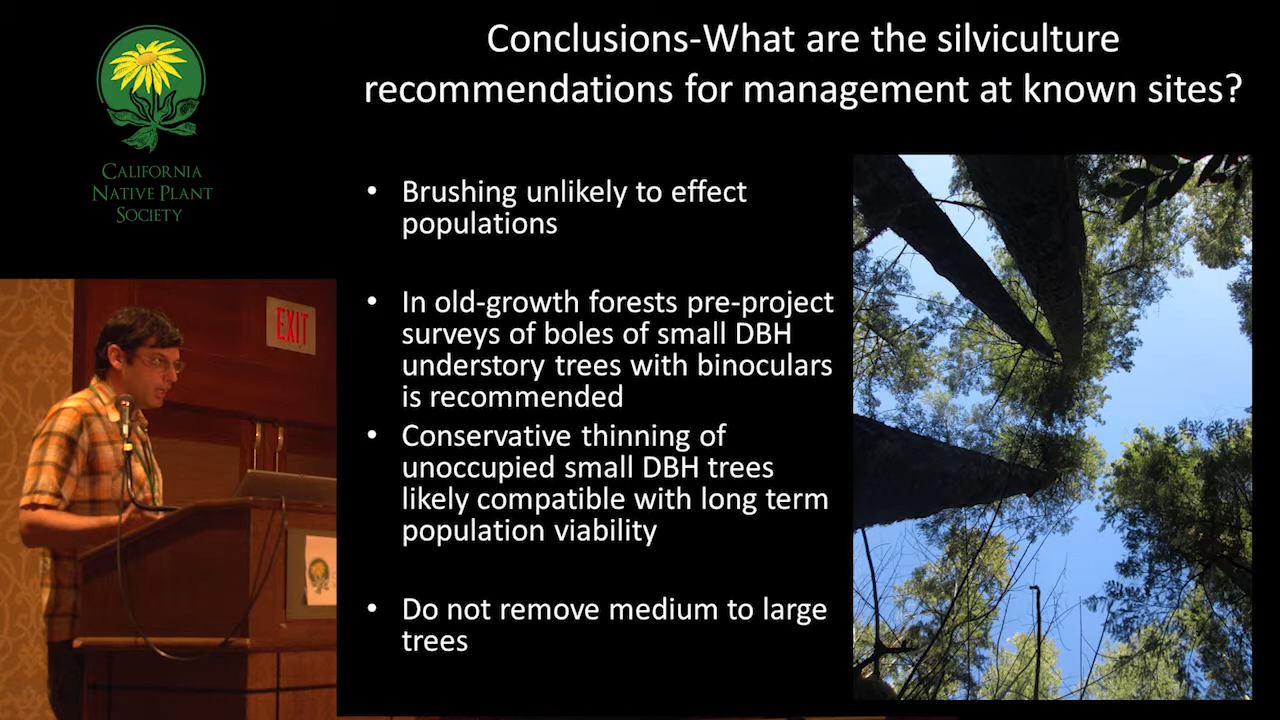 CALIFORNIA
NATIVE PLANT
SOCIETY
Conclusions-What are the silviculture
recommendations for management at known sites?
• Brushing unlikely to effect
populations
• In old-growth forests pre-project
surveys of boles of small DBH
understory trees with binoculars
is recommended
• Conservative thinning of
unoccupied small DBH trees
likely compatible with long term
population viability
• Do not remove medium to large
trees
EXIT